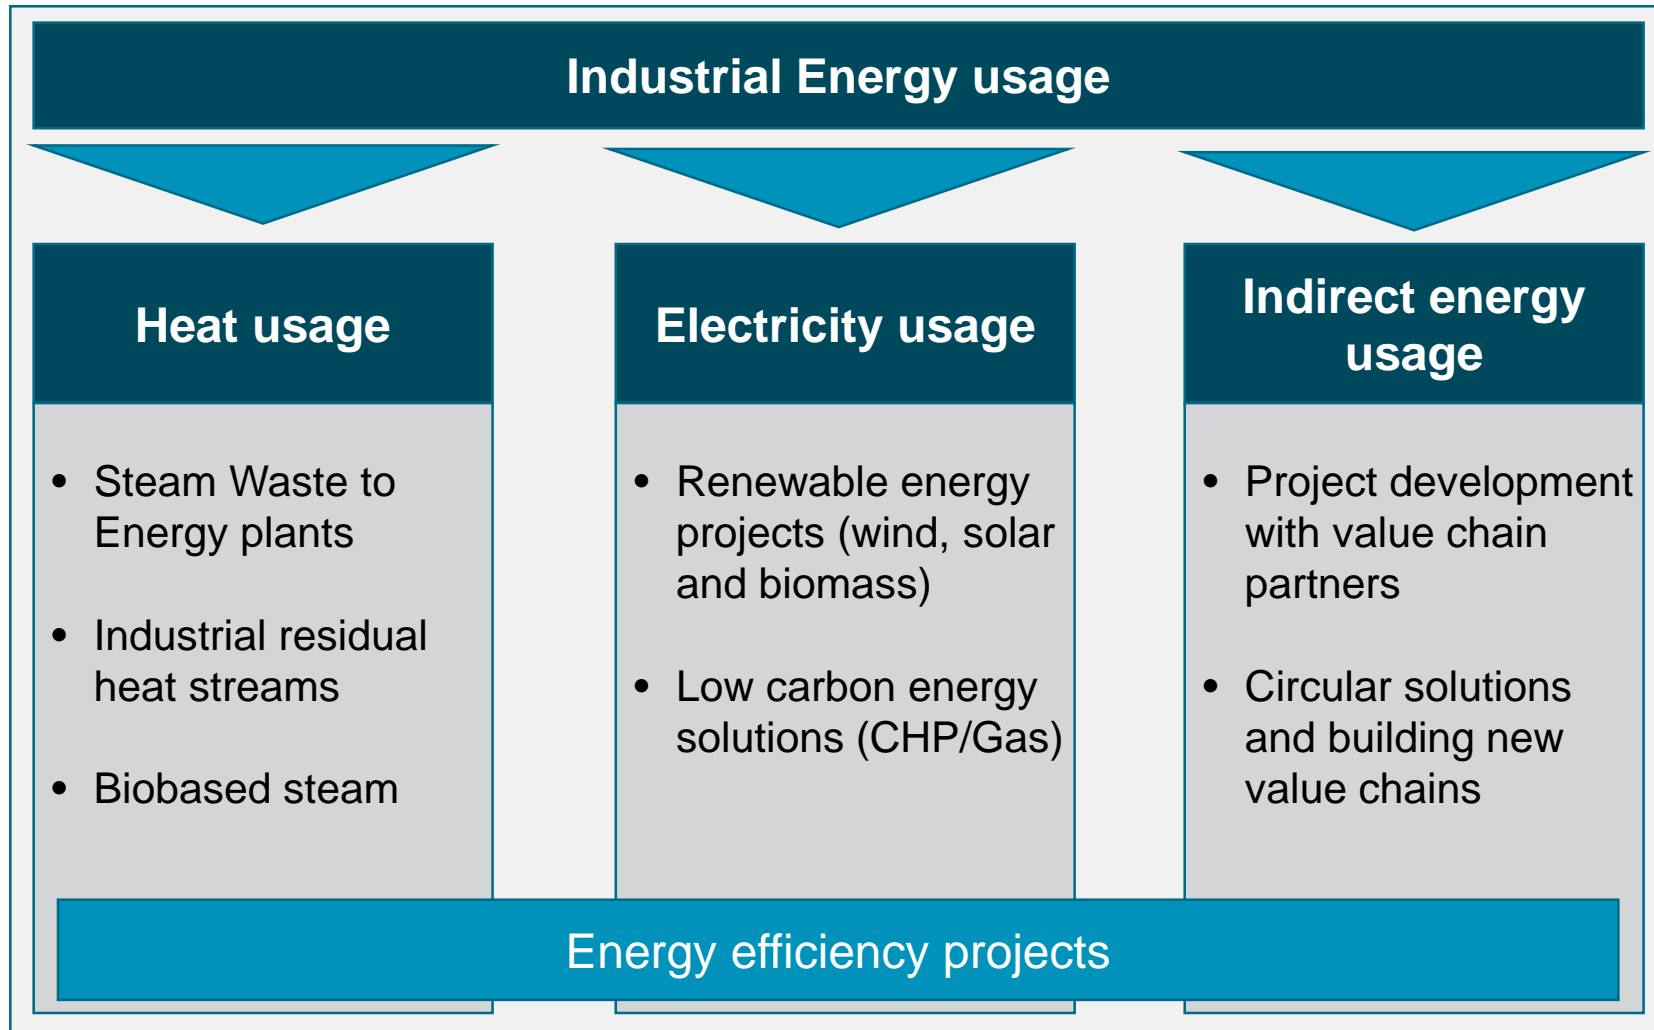 Industrial Energy usage
Heat usage
• Steam Waste to
Energy plants
• Industrial residual
heat streams
• Biobased steam
Electricity usage
• Renewable energy
projects (wind, solar
and biomass)
• Low carbon energy
solutions (CHP/Gas)
Indirect energy
usage
• Project development
with value chain
partners
• Circular solutions
and building new
value chains
Energy efficiency projects